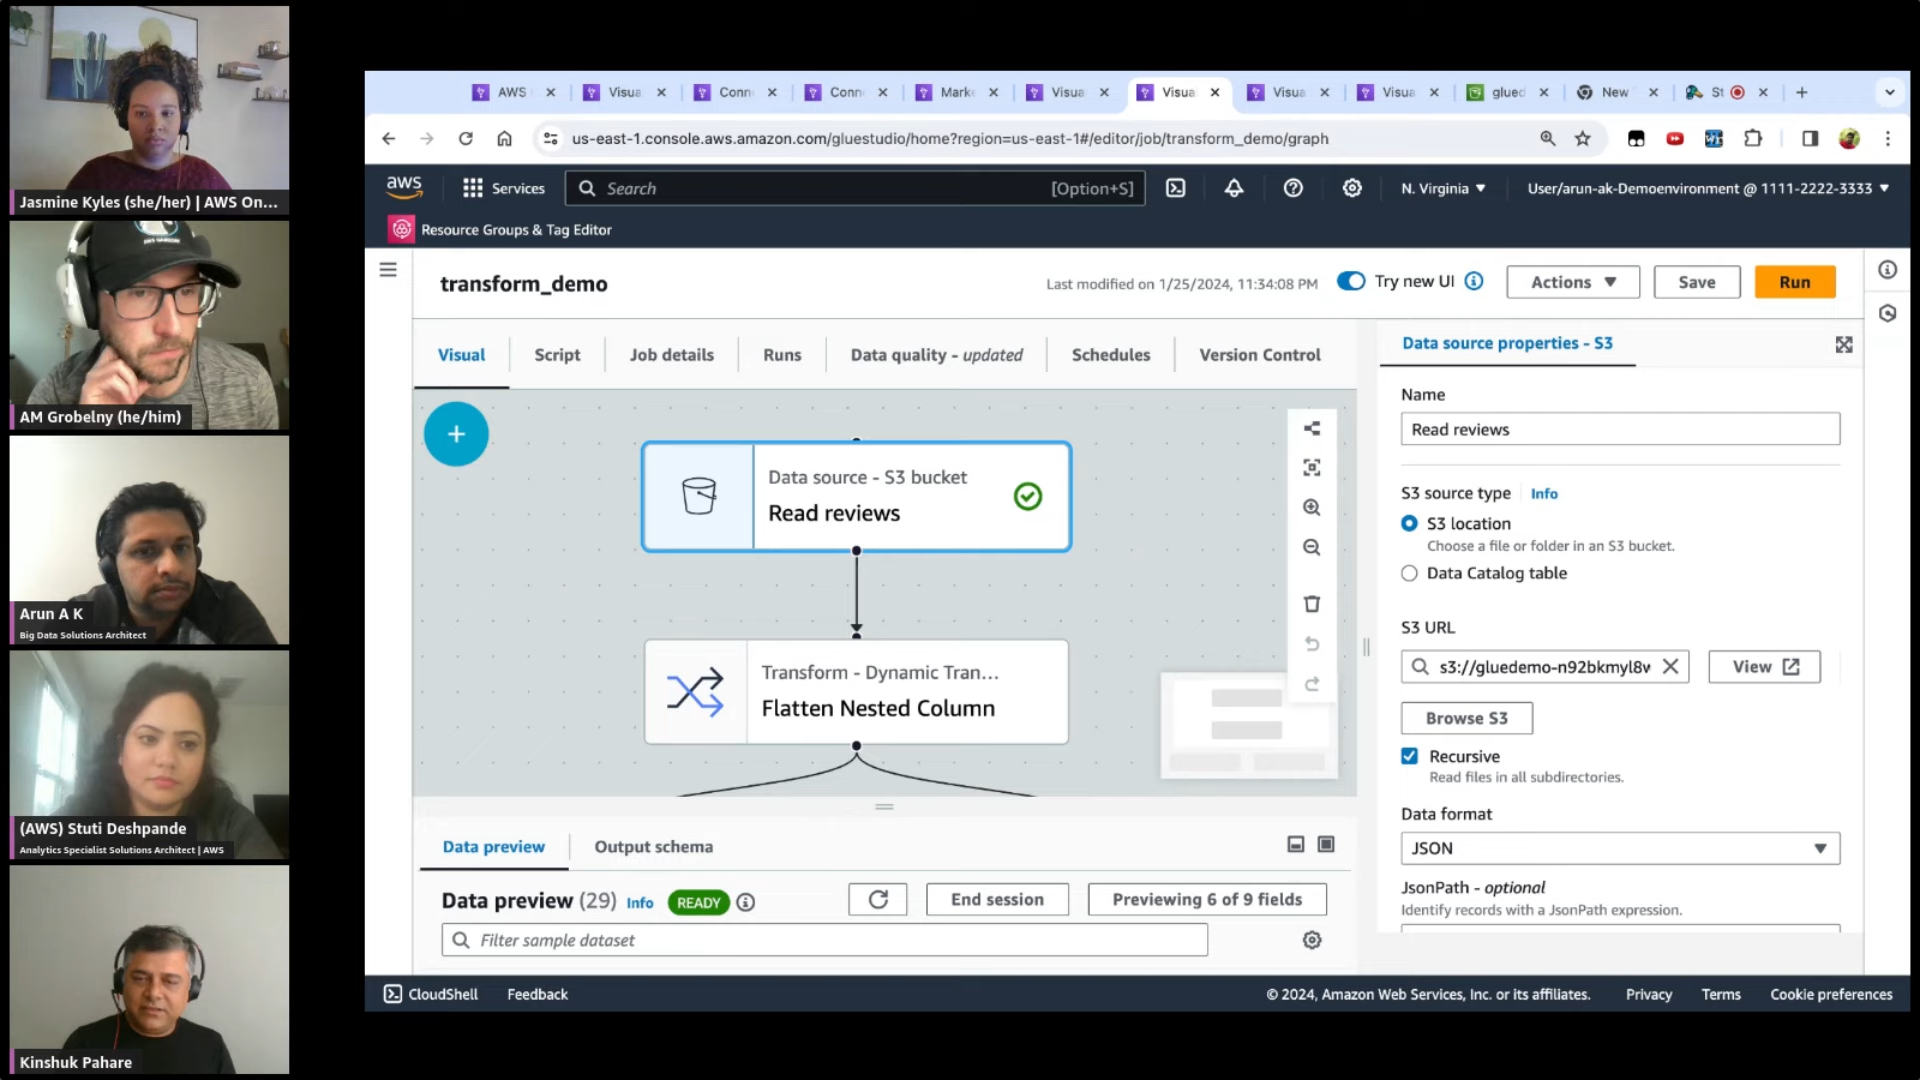 Jasmine Kyles (she/her) | AWS On...
AM Grobelny (he/him)
Arun A K
Big Data Solutions Architect
(AWS) Stuti Deshpande
Analytics Specialist Solutions Architect | AWS
Kinshuk Pahare
AWS
Visua
Conn
Conn
Marke
Visua
Visua
Visua
Visua
glued
New
St
us-east-1.console.aws.amazon.com/gluestudio/home?region=us-east-1#/editor/job/transform_demo/graph
aws
Services
Search
[Option+S]
N. Virginia
User/arun-ak-Demoenvironment @ 1111-2222-3333
Resource Groups & Tag Editor
transform_demo
Last modified on 1/25/2024, 11:34:08 PM
Try new UI
Actions
Save
Run
Visual
Script
Job details
Runs
Data quality - updated
Schedules
Version Control
Data source - S3 bucket
Read reviews
Transform - Dynamic Tran...
Flatten Nested Column
Data preview
Output schema
Data preview (29) Info READY
End session
Previewing 6 of 9 fields
Filter sample dataset
Data source properties - S3
Name
Read reviews
S3 source type
Info
S3 location
Choose a file or folder in an S3 bucket.
Data Catalog table
S3 URL
s3://gluedemo-n92bkmyl8v
View
Browse S3
Recursive
Read files in all subdirectories.
Data format
JSON
JsonPath - optional
Identify records with a JsonPath expression.
CloudShell
Feedback
© 2024, Amazon Web Services, Inc. or its affiliates.
Privacy
Terms
Cookie preferences